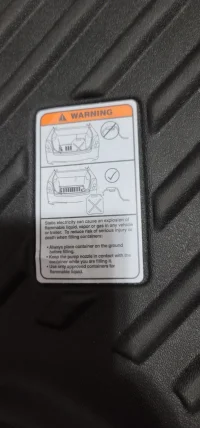 WARNING
Static electricity can cause an explosion of
flammable liquid, vapor or gas in any vehicle
or trailer. To reduce risk of serious injury or
death when filling containers:
• Always place container on the ground
before filling.
• Keep the pump nozzle in contact with the
container while you are filling it.
• Use only approved containers for
flammable liquid.